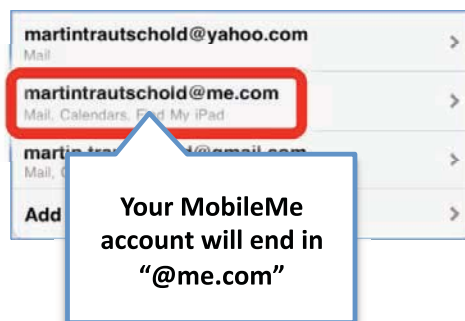 martintrautschold@yahoo.com
Mail
martintrautschold@me.com
Mail, Calendars, Find My iPad
Mail,
Add
Your MobileMe
account will end in
“@me.com”